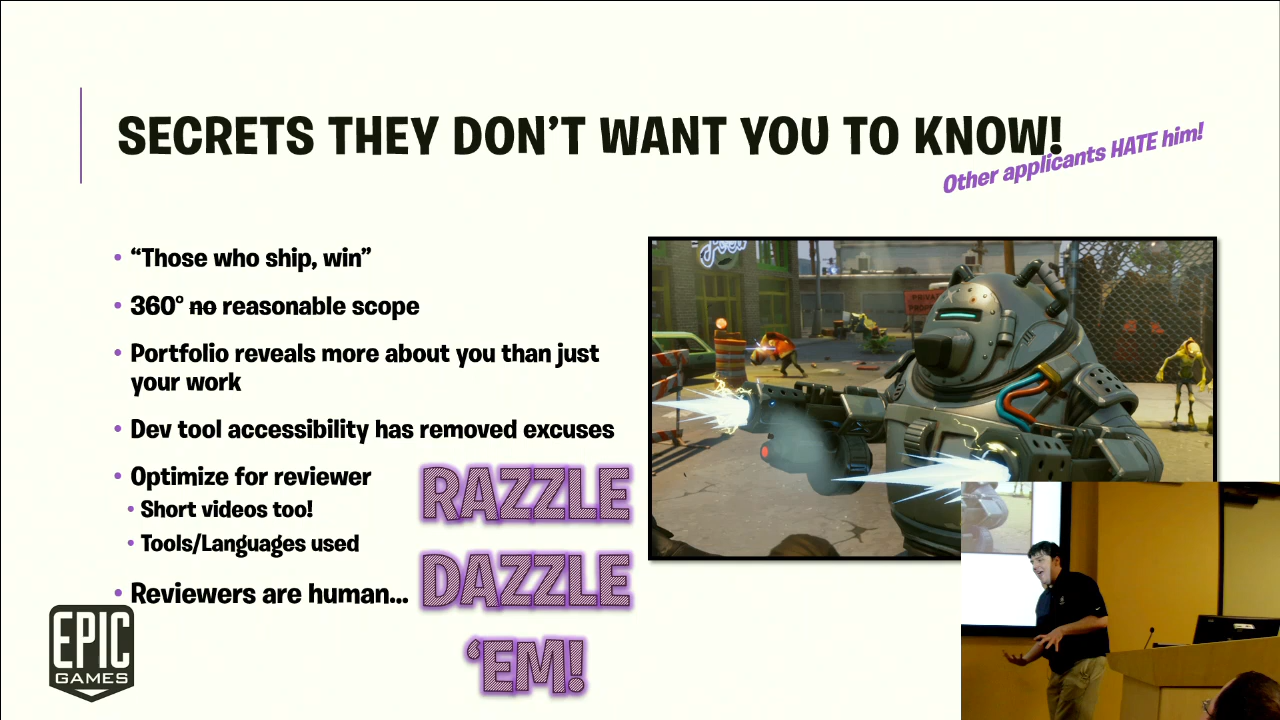 SECRETS THEY DON’T WANT YOU TO KNOW!
Other applicants HATE him!
• “Those who ship, win”
• 360° ~~no~~ reasonable scope
• Portfolio reveals more about you than just
your work
• Dev tool accessibility has removed excuses
• Optimize for reviewer
• Short videos too!
• Tools/Languages used
• Reviewers are human...
RAZZLE
DAZZLE
‘EM!
EPIC
GAMES